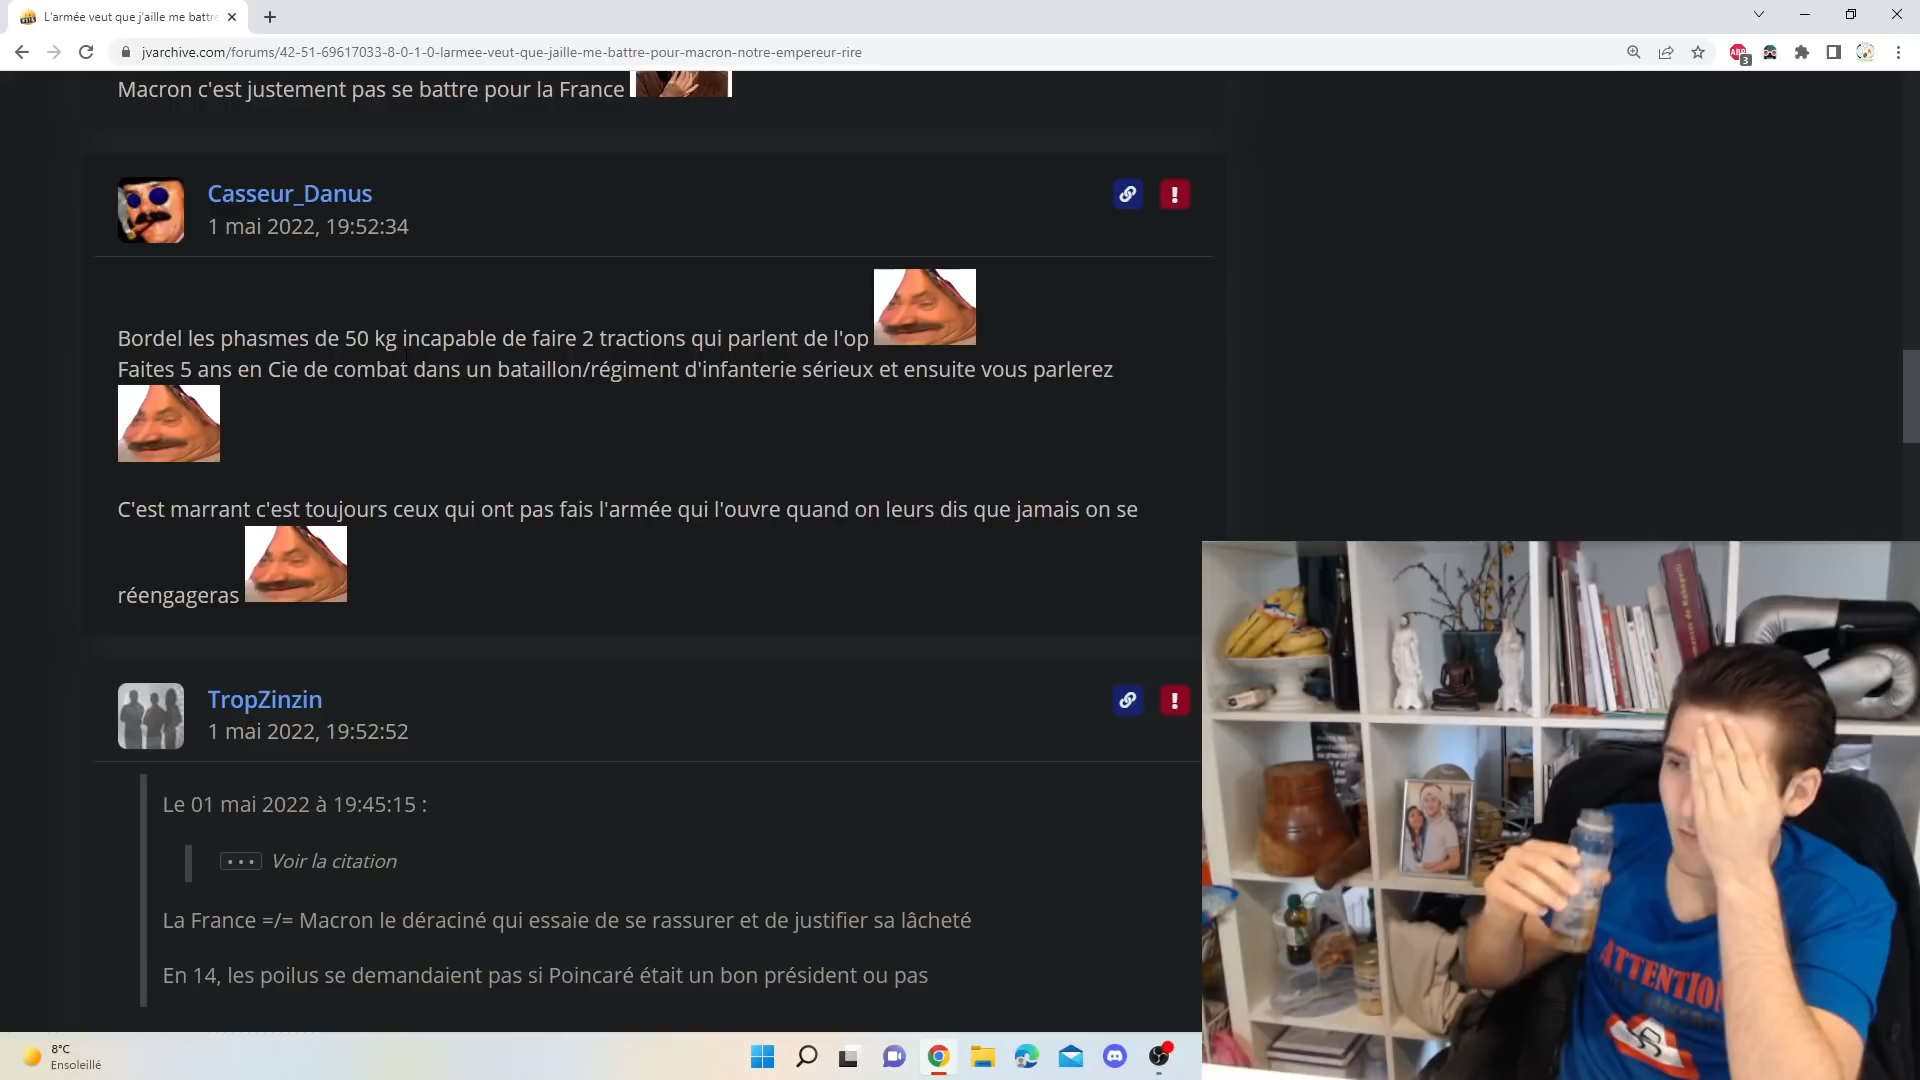 L'armée veut que j'aille me battre
jvarchive.com/forums/42-51-69617033-8-0-1-0-larmee-veut-que-jaille-me-battre-pour-macron-notre-empereur-rire
ABP
3
Macron c'est justement pas se battre pour la France
Casseur_Danus
1 mai 2022, 19:52:34
Bordel les phasmes de 50 kg incapable de faire 2 tractions qui parlent de l'op
Faites 5 ans en Cie de combat dans un bataillon/régiment d'infanterie sérieux et ensuite vous parlerez
C'est marrant c'est toujours ceux qui ont pas fais l'armée qui l'ouvre quand on leurs dis que jamais on se
réengageras
TropZinzin
1 mai 2022, 19:52:52
Le 01 mai 2022 à 19:45:15 :
Voir la citation
La France =/= Macron le déraciné qui essaie de se rassurer et de justifier sa lâcheté
En 14, les poilus se demandaient pas si Poincaré était un bon président ou pas
8°C
Ensoleillé
ATTENTION